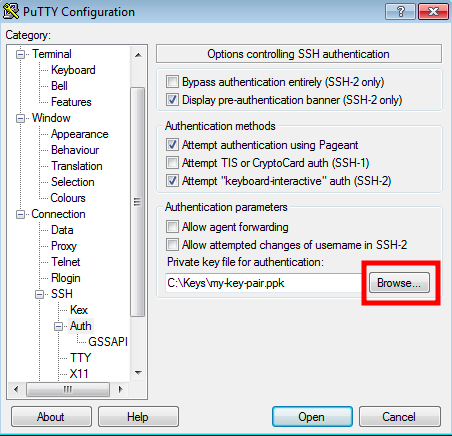 PuTTY Configuration
Category:
Terminal
Keyboard
Bell
Features
Window
Appearance
Behaviour
Translation
Selection
Colours
Connection
Data
Proxy
Telnet
Rlogin
SSH
Kex
Auth
GSSAPI
TTY
X11
Options controlling SSH authentication
Bypass authentication entirely (SSH-2 only)
Display pre-authentication banner (SSH-2 only)
Authentication methods
Attempt authentication using Pageant
Attempt TIS or CryptoCard auth (SSH-1)
Attempt "keyboard-interactive" auth (SSH-2)
Authentication parameters
Allow agent forwarding
Allow attempted changes of username in SSH-2
Private key file for authentication:
C:\Keys\my-key-pair.ppk Browse...
About Help Open Cancel